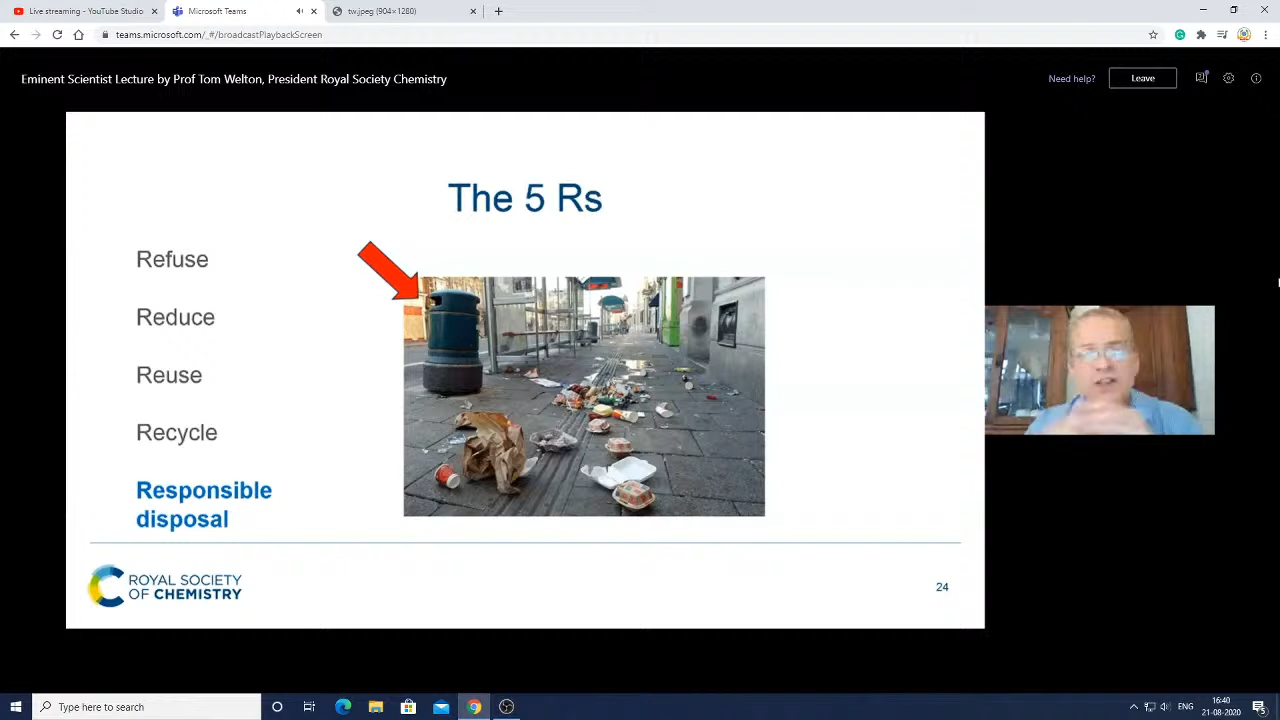 Live streaming - YouTube Studio
Microsoft Teams
tw.jpeg (904×1280)
teams.microsoft.com/_#/broadcastPlaybackScreen
Eminent Scientist Lecture by Prof Tom Welton, President Royal Society Chemistry
Need help?
Leave
The 5 Rs
Refuse
Reduce
Reuse
Recycle
Responsible
disposal
ROYAL SOCIETY
OF CHEMISTRY
24
Type here to search
ENG
16:40
21-08-2020